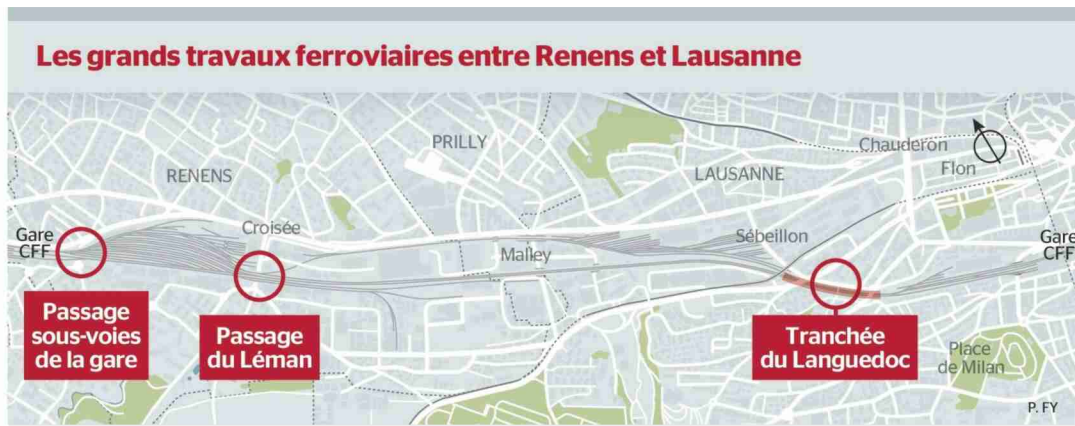 Les grands travaux ferroviaires entre Renens et Lausanne
PRILLY
Chauderon
RENENS
LAUSANNE
Flon
Gare
CFF
Croisée
Malley
Sébeillon
Gare
CFF
Passage
sous-voies
de la gare
Passage
du Léman
Tranchée
du Languedoc
Place
de Milan
P. FY